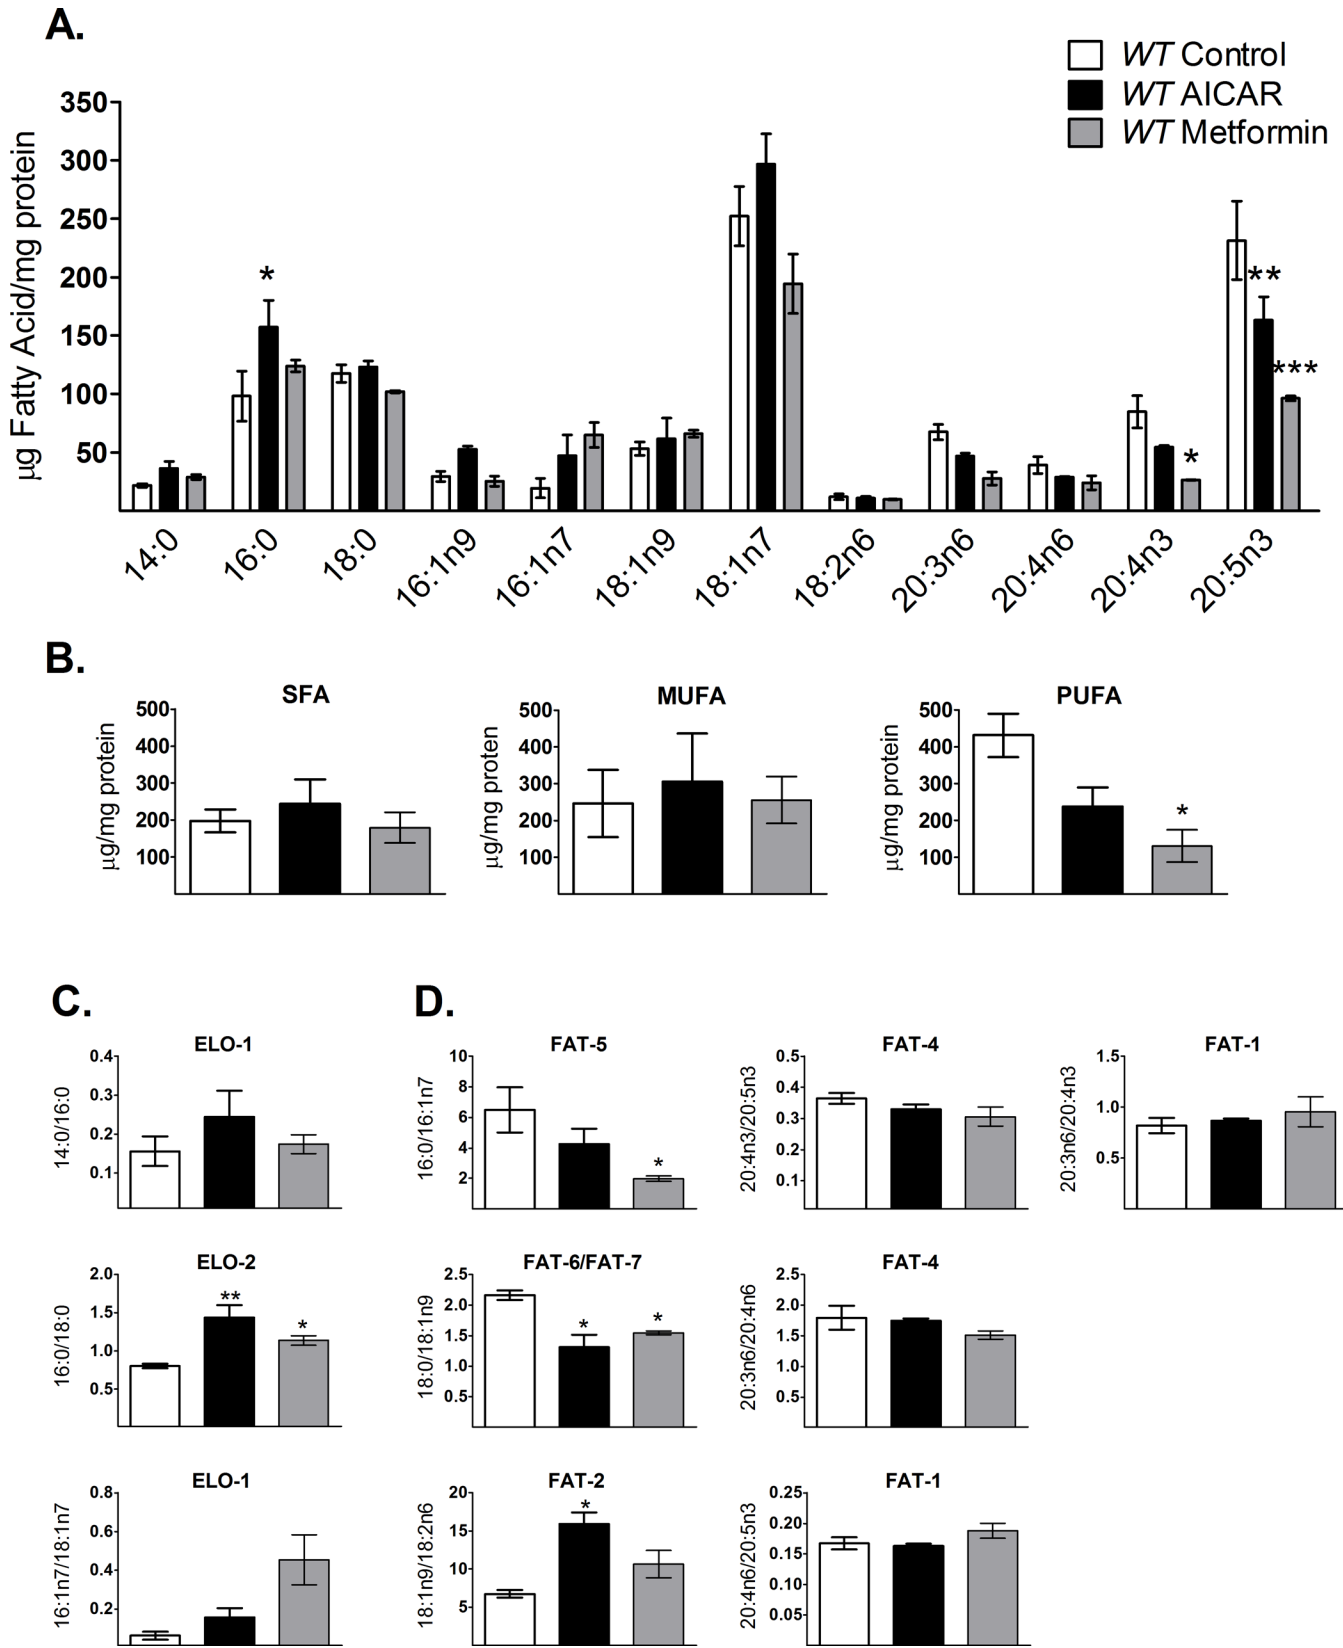 A.
WT Control
WT AICAR
WT Metformin
µg Fatty Acid/mg protein
350
300
250
200
150
100
50
*
**
***
*
14:0
16:0
18:0
16:1n9
16:1n7
18:1n9
18:1n7
18:2n6
20:3n6
20:4n6
20:4n3
20:5n3
B.
SFA
µg/mg protein
500
400
300
200
100
MUFA
µg/mg proten
500
400
300
200
100
PUFA
µg/mg protein
500
400
300
200
100
*
C.
ELO-1
14:0/16:0
0.4
0.3
0.2
0.1
ELO-2
16:0/18:0
2.0
1.5
1.0
0.5
**
*
ELO-1
16:1n7/18:1n7
0.8
0.6
0.4
0.2
D.
FAT-5
16:0/16:1n7
10
8
6
4
2
*
FAT-4
20:4n3/20:5n3
0.5
0.4
0.3
0.2
0.1
FAT-1
20:3n6/20:4n3
1.5
1.0
0.5
FAT-6/FAT-7
18:0/18:1n9
2.5
2.0
1.5
1.0
0.5
*
*
FAT-4
20:3n6/20:4n6
2.5
2.0
1.5
1.0
0.5
FAT-2
18:1n9/18:2n6
20
15
10
5
*
FAT-1
20:4n6/20:5n3
0.25
0.20
0.15
0.10
0.05